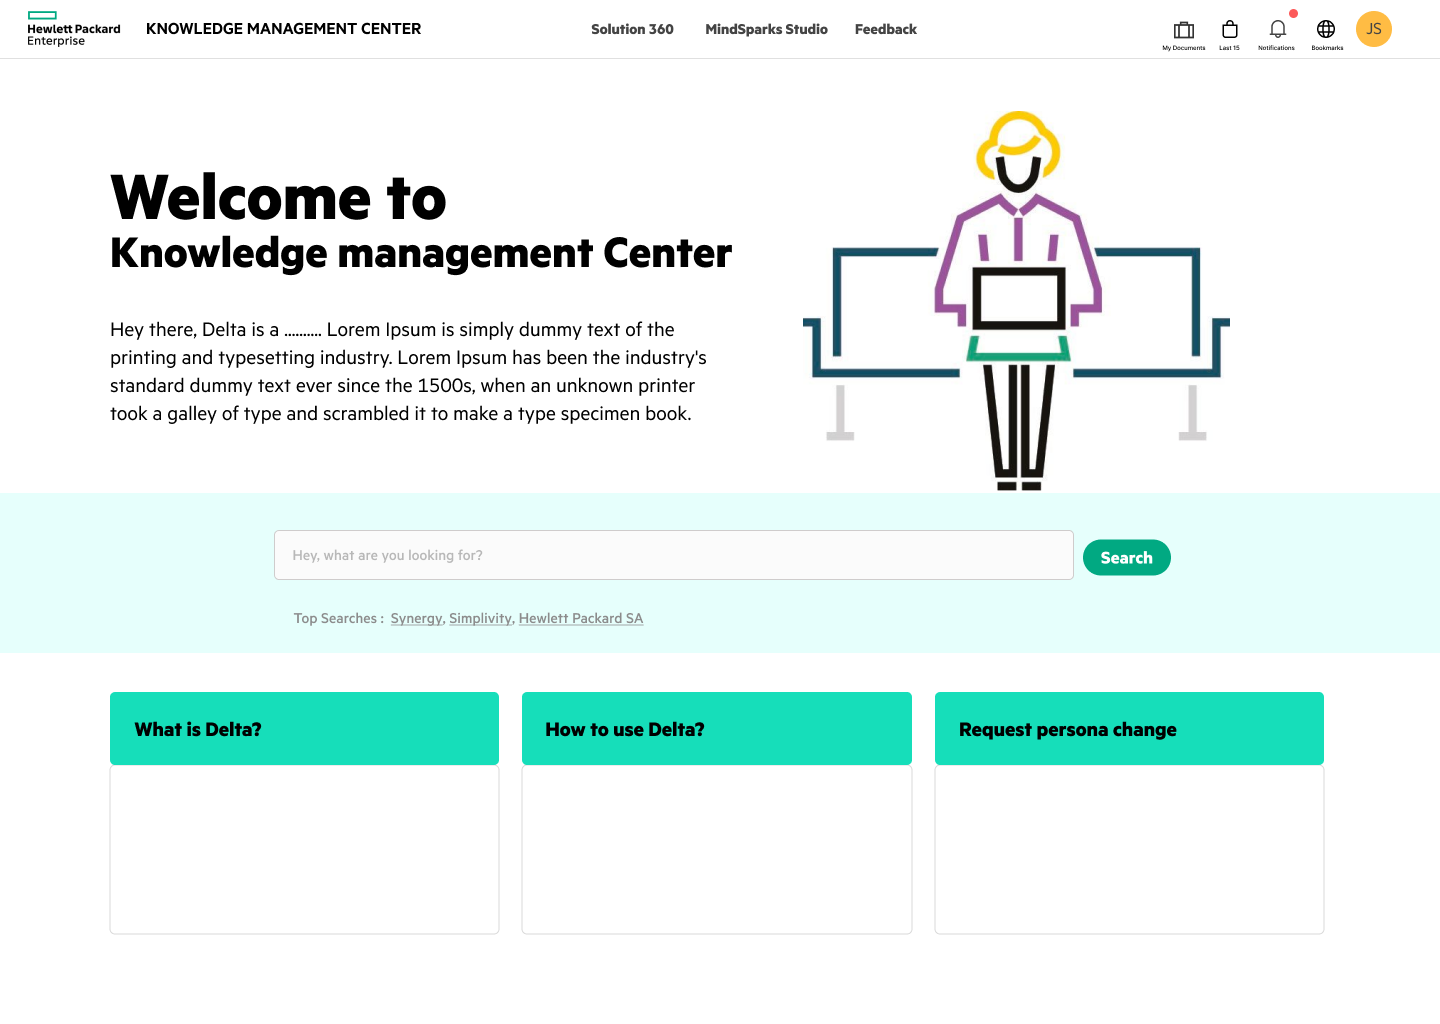 Hewlett Packard
Enterprise
KNOWLEDGE MANAGEMENT CENTER
Solution 360
MindSparks Studio
Feedback
My Documents
Last 15
Notifications
Bookmarks
JS
Welcome to
Knowledge management Center
Hey there, Delta is a .......... Lorem Ipsum is simply dummy text of the
printing and typesetting industry. Lorem Ipsum has been the industry's
standard dummy text ever since the 1500s, when an unknown printer
took a galley of type and scrambled it to make a type specimen book.
Hey, what are you looking for?
Search
Top Searches : Synergy, Simplivity, Hewlett Packard SA
What is Delta?
How to use Delta?
Request persona change